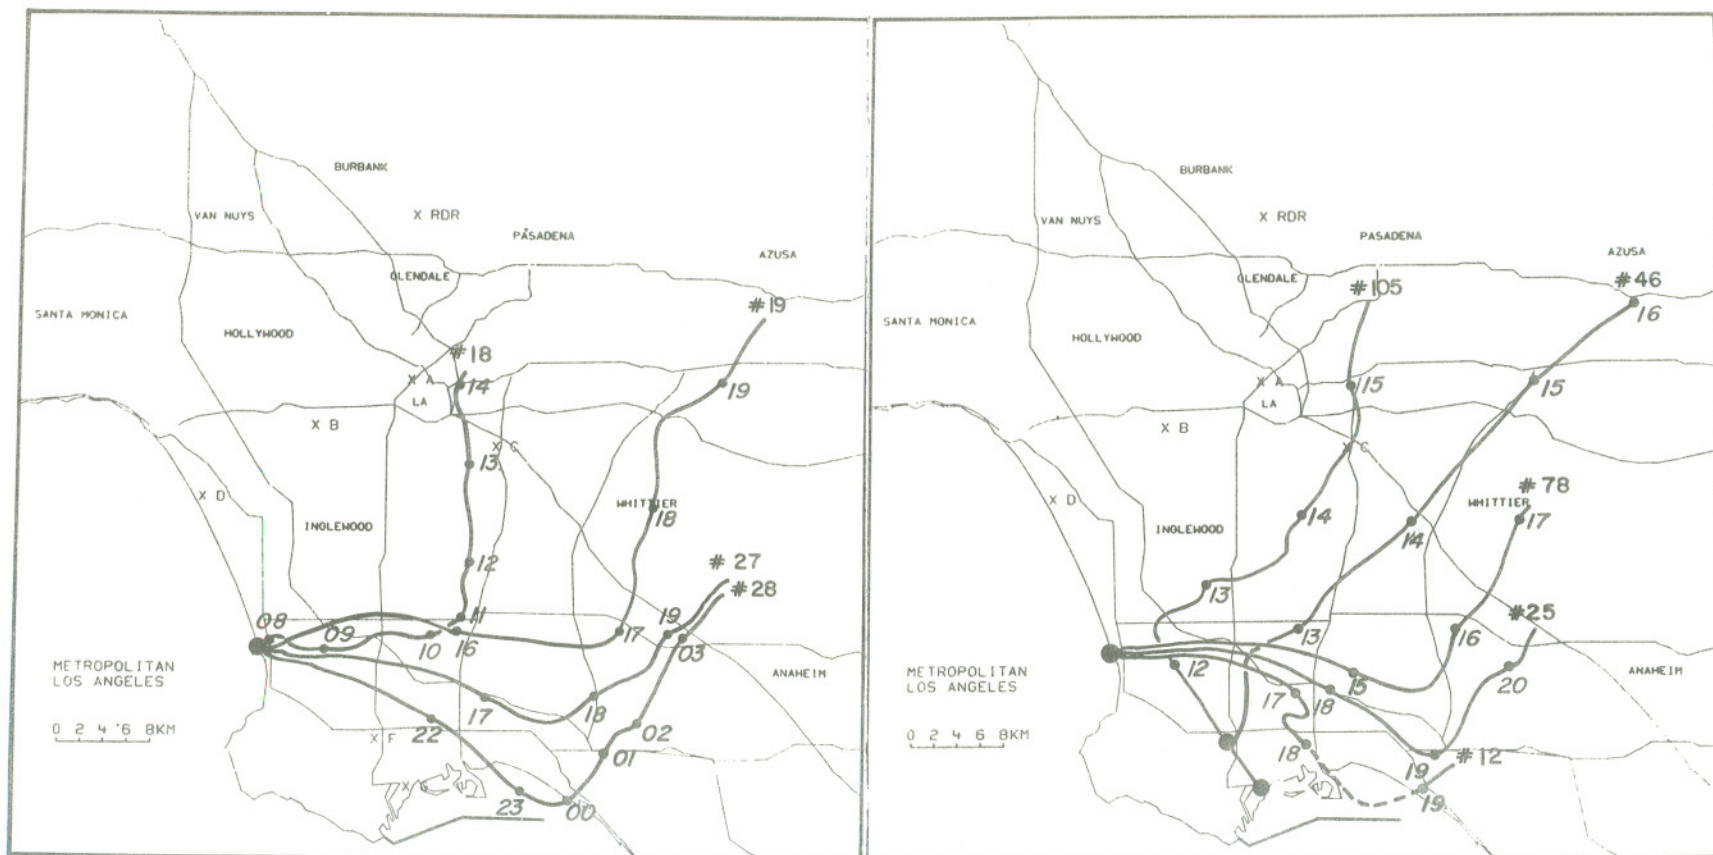 BURBANK
VAN NUYS
X RDR
PASADENA
AZUSA
GLENDALE
#19
SANTA MONICA
HOLLYWOOD
#18
X A
14
19
LA
X B
X C
13
X D
WHITTIER
18
INGLEWOOD
12
# 27
#28
11
08
09
10
16
17
19
03
METROPOLITAN
LOS ANGELES
ANAHEIM
17
18
0 2 4 6 8KM
22
02
X F
01
X
23
00
BURBANK
VAN NUYS
X RDR
PASADENA
AZUSA
GLENDALE
#46
#105
16
SANTA MONICA
HOLLYWOOD
X A
15
15
LA
X B
X C
#78
X D
WHITTIER
17
INGLEWOOD
14
14
13
#25
13
16
12
15
20
ANAHEIM
METROPOLITAN
LOS ANGELES
17
18
0 2 4 6 8KM
18
19
#12
19